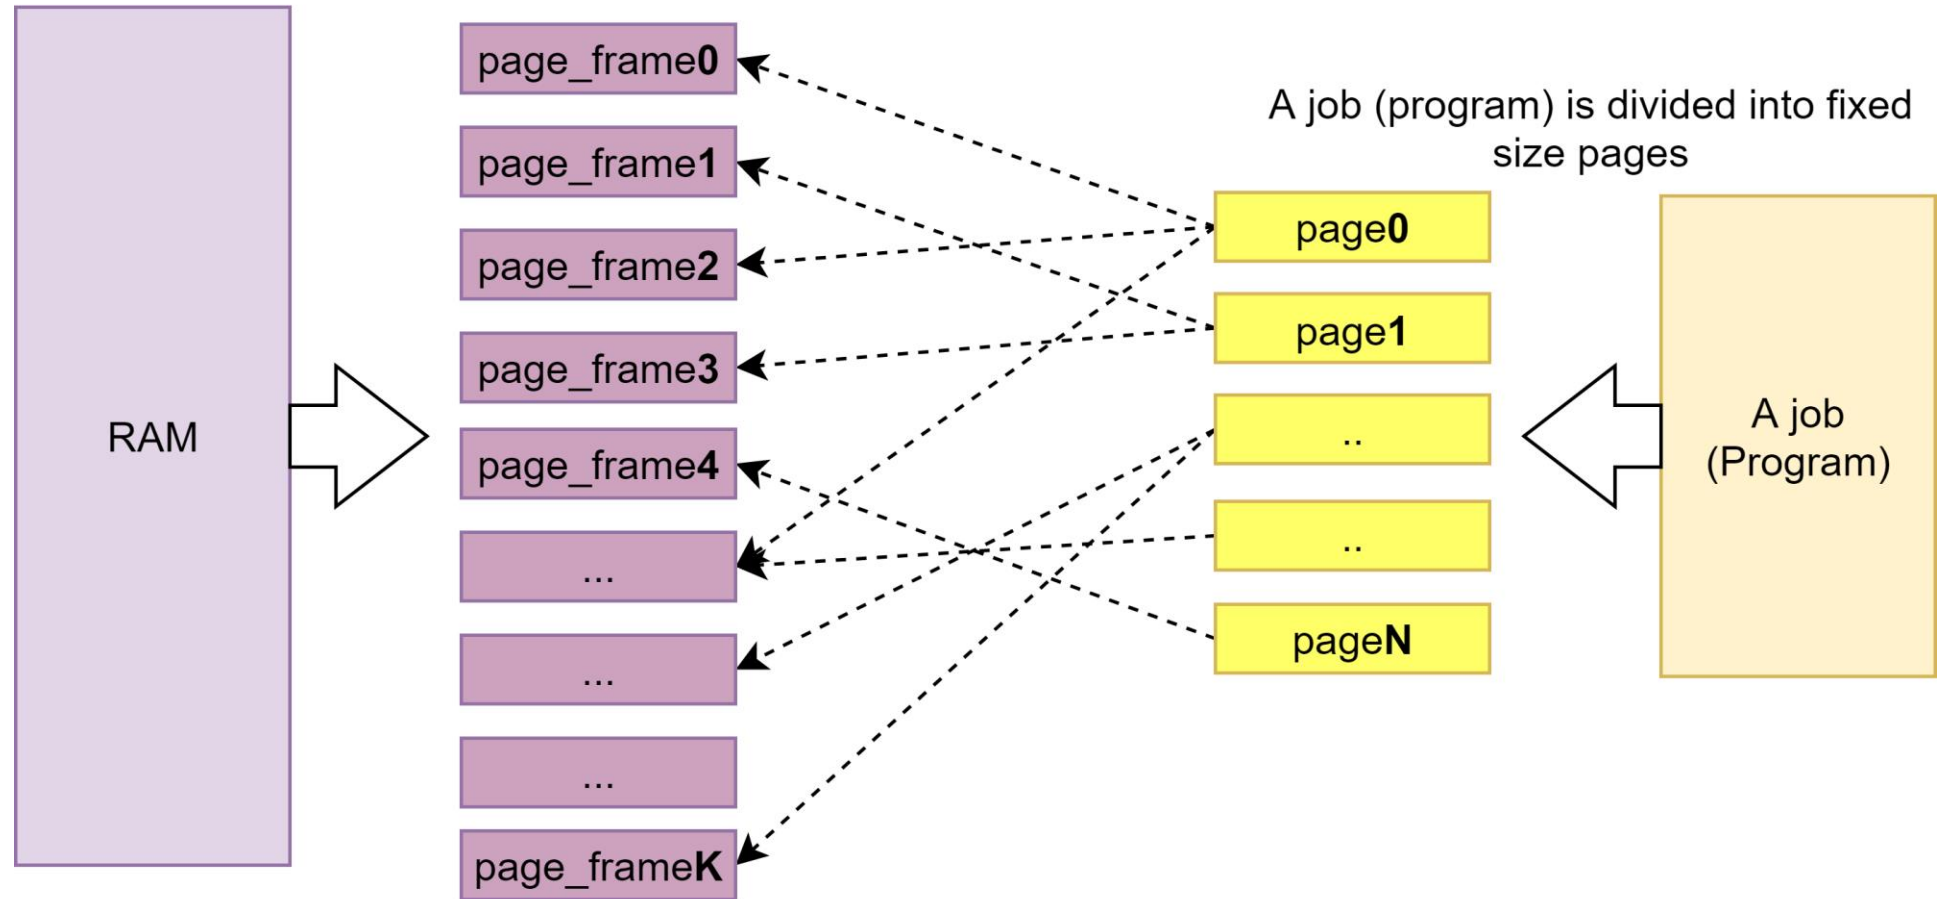 RAM
page_frame0
page_frame1
page_frame2
page_frame3
page_frame4
...
...
...
page_frameK
A job (program) is divided into fixed
size pages
page0
page1
..
..
pageN
A job
(Program)